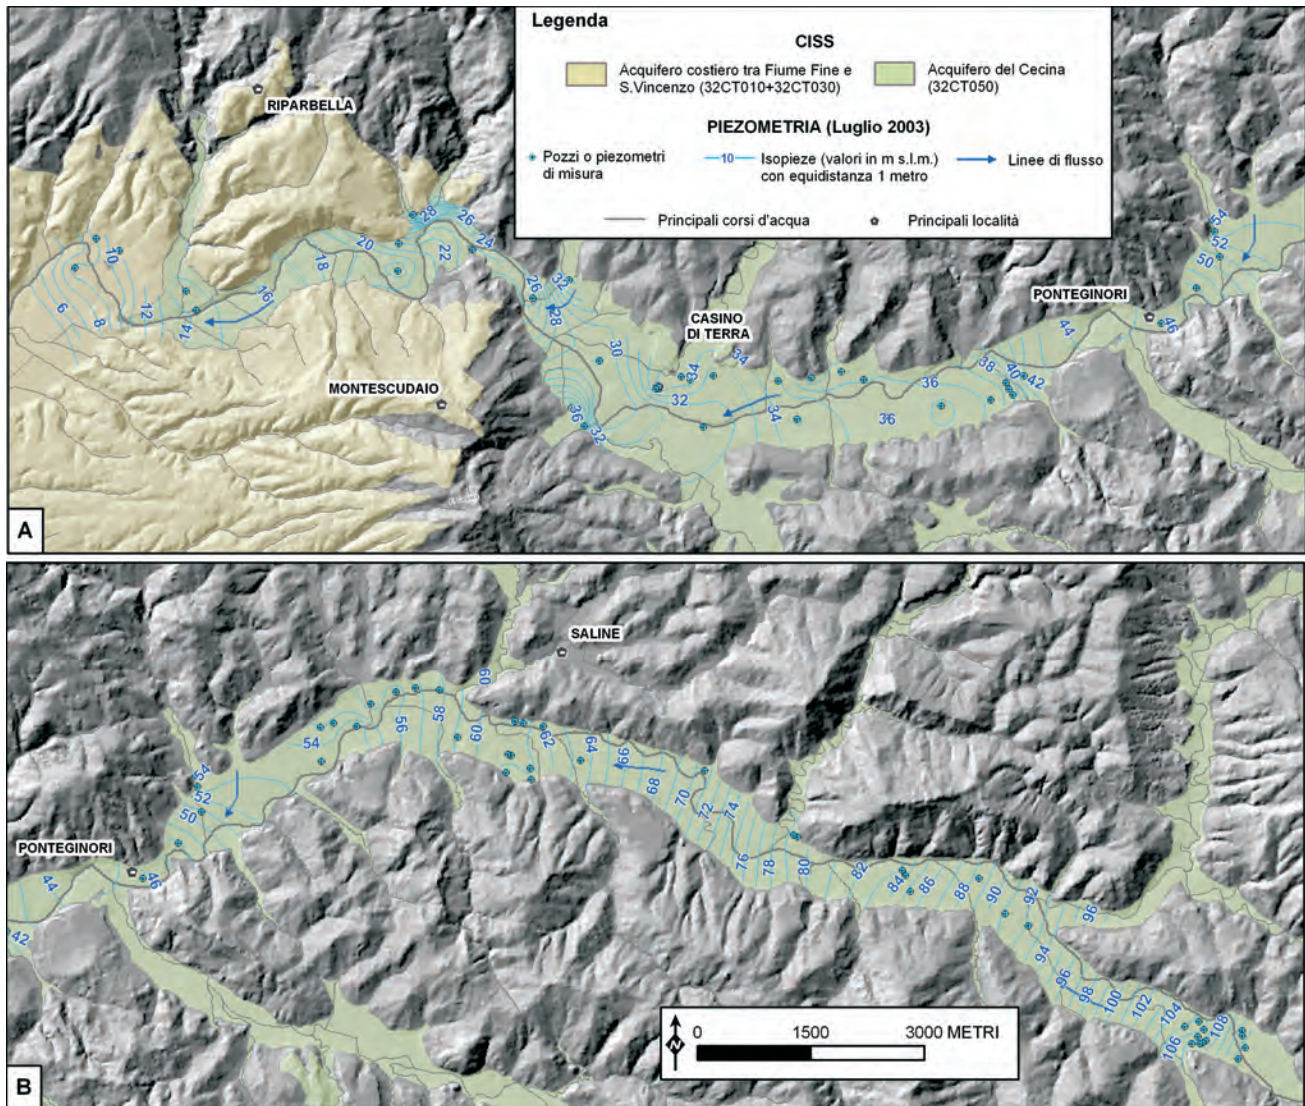 Legenda
CISS
Acquifero costiero tra Fiume Fine e
S.Vincenzo (32CT010+32CT030)
Acquifero del Cecina
(32CT050)
PIEZOMETRIA (Luglio 2003)
Pozzi o piezometri
di misura
10
Isopieze (valori in m s.l.m.)
con equidistanza 1 metro
Linee di flusso
Principali corsi d'acqua
Principali località
RIPARBELLA
MONTESCUDAIO
CASINO
DI TERRA
PONTEGINORI
6
8
10
12
14
16
18
20
22
28
26
24
26
32
28
30
36
32
34
34
32
34
36
36
38
40
42
44
46
50
52
54
A
SALINE
PONTEGINORI
42
44
46
50
52
54
54
56
58
60
60
62
64
66
68
70
72
74
76
78
80
82
84
86
88
90
92
96
94
96
98
100
102
104
106
108
N
0 1500 3000 METRI
B